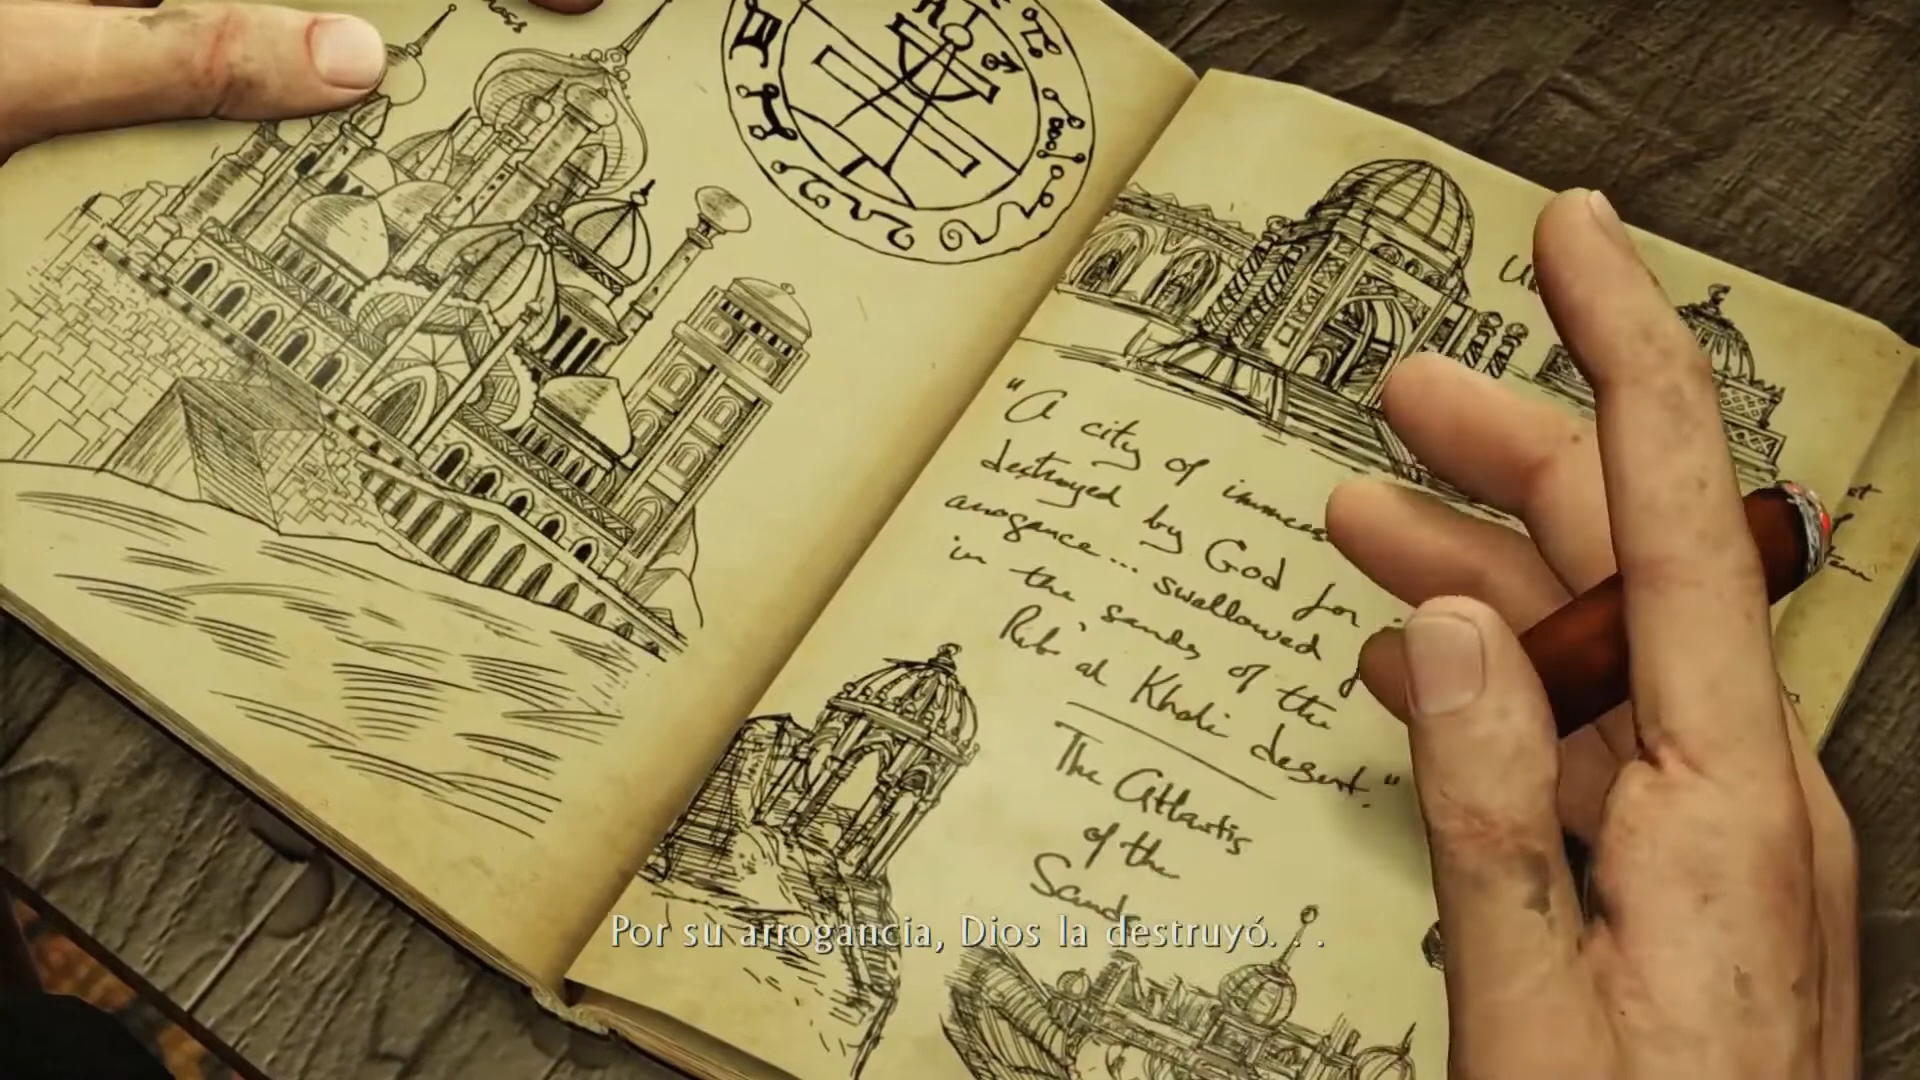 "A city of immense
destroyed by God for
arrogance... swallowed
in the sands of the
Rub' al Khali desert."
The Atlantis
of the
Sands
Por su arrogancia, Dios la destruyó. . .